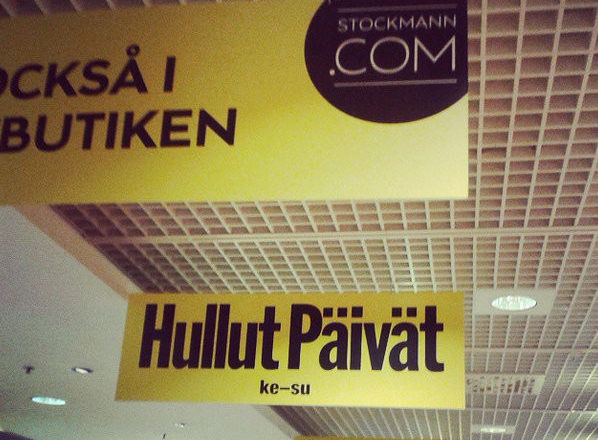 OCKSÅ I
BUTIKEN
STOCKMANN
.COM
Hullut Päivät
ke-su